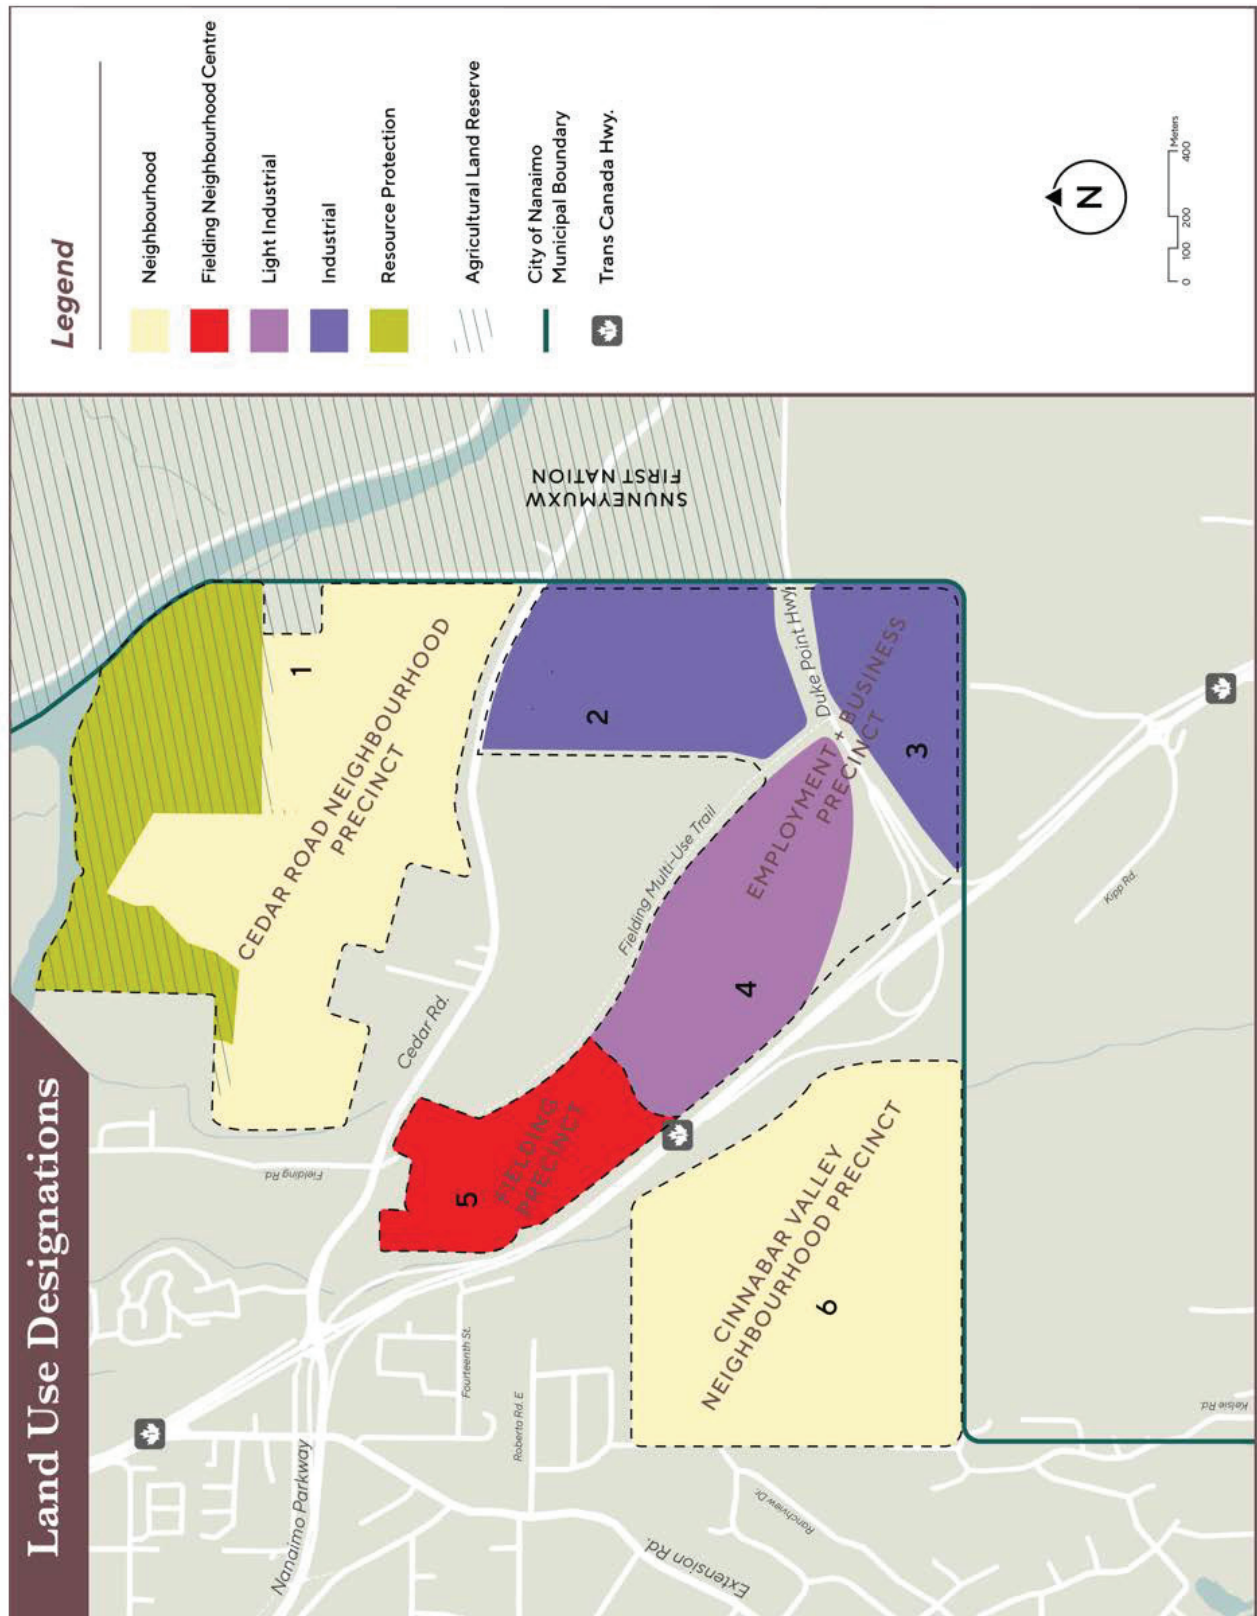 Land Use Designations
Legend
Neighbourhood
Fielding Neighbourhood Centre
Light Industrial
Industrial
Resource Protection
Agricultural Land Reserve
City of Nanaimo
Municipal Boundary
Trans Canada Hwy.
N
0 100 200 400
Meters
SNUNEYMUXW
FIRST NATION
1
CEDAR ROAD NEIGHBOURHOOD
PRECINCT
2
3
EMPLOYMENT + BUSINESS
PRECINCT
4
5
FIELDING
PRECINCT
6
CINNABAR VALLEY
NEIGHBOURHOOD PRECINCT
Duke Point Hwy
Fielding Multi-Use Trail
Cedar Rd.
Fielding Rd.
Nanaimo Parkway
Fourteenth St.
Roberta Rd. E
Extension Rd.
Ranchview Dr.
Kipp Rd.
Kelsie Rd.